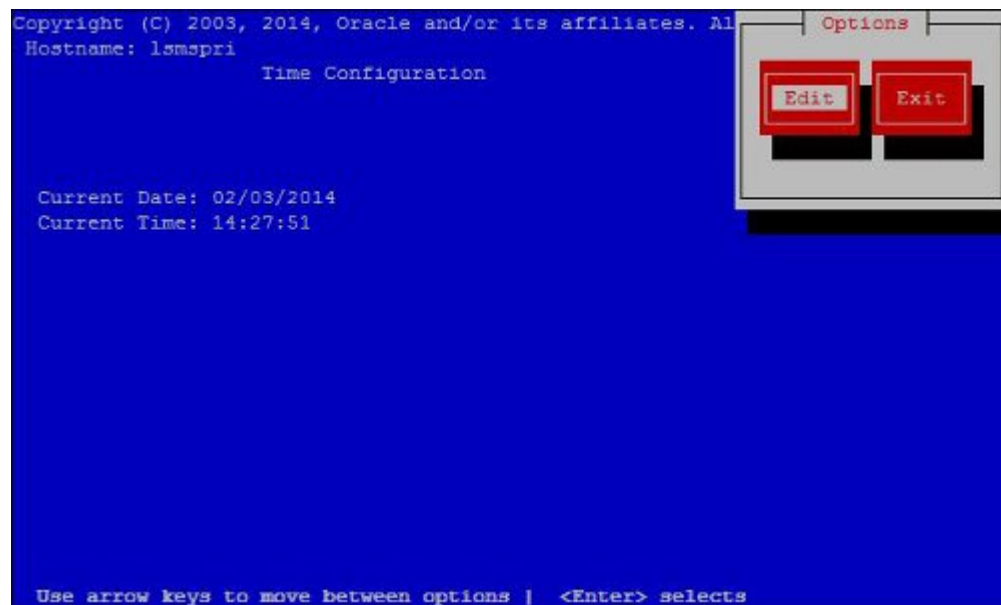 Copyright (C) 2003, 2014, Oracle and/or its affiliates. Al
Options
Hostname: lsmspri
Time Configuration
Edit Exit
Current Date: 02/03/2014
Current Time: 14:27:51
Use arrow keys to move between options | <Enter> selects